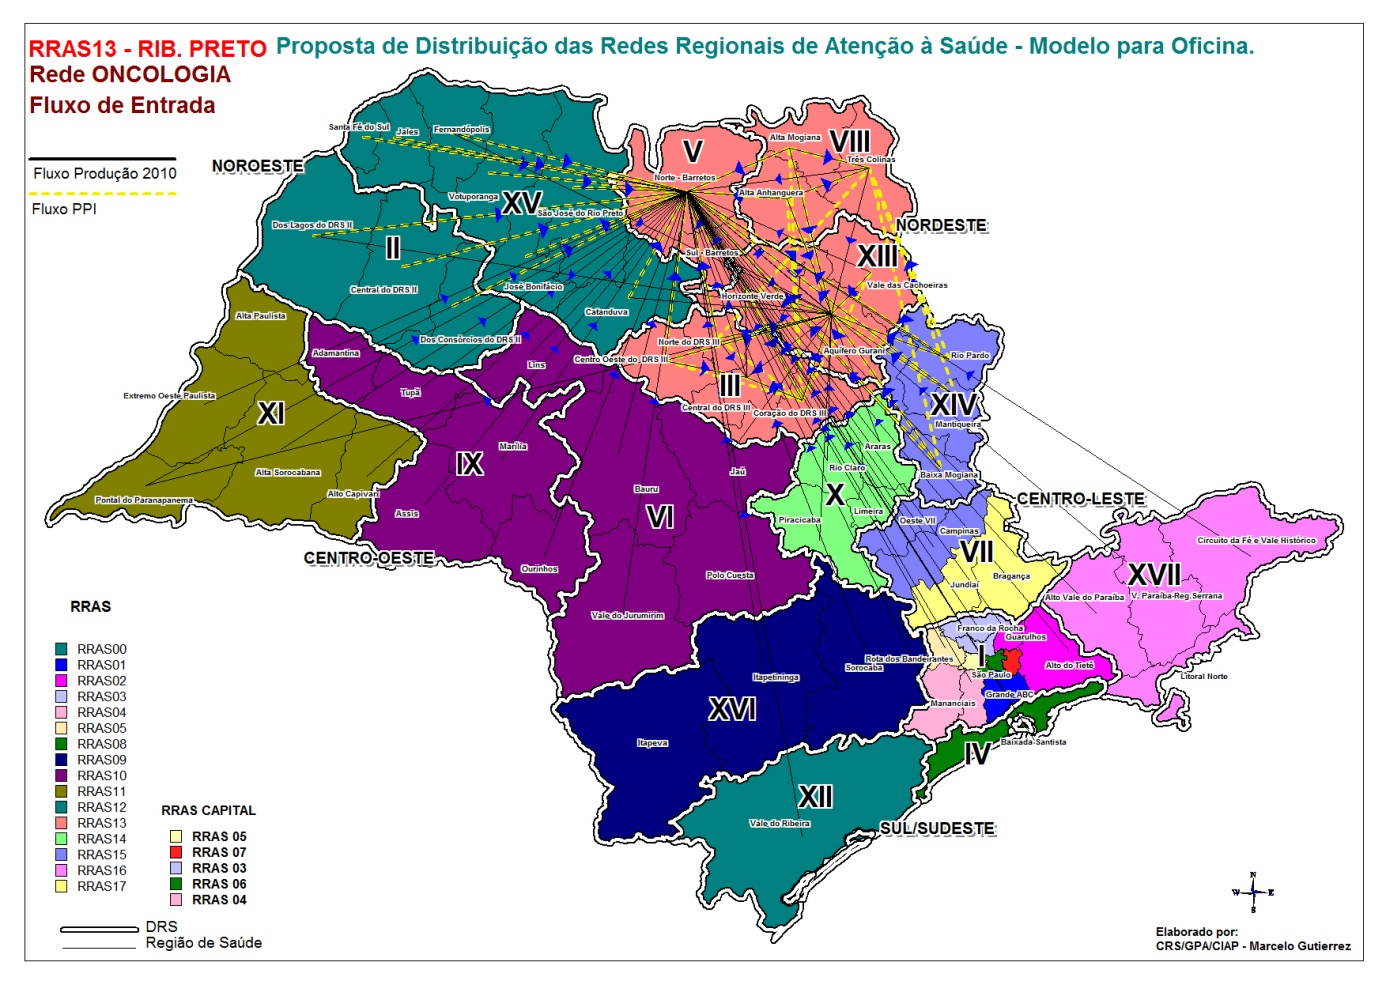 RRAS13 - RIB. PRETO Proposta de Distribuição das Redes Regionais de Atenção à Saúde - Modelo para Oficina.
Rede ONCOLOGIA
Fluxo de Entrada
Fluxo Produção 2010
Fluxo PPI
NOROESTE
Santa Fé do Sul
Jales
Fernandópolis
Votuporanga
XV
São José do Rio Preto
Dos Lagos do DRS II
II
Central do DRS II
José Bonifácio
Catanduva
Dos Consórcios do DRS II
V
Norte - Barretos
Sul - Barretos
Alta Mogiana
VIII
Três Colinas
Alta Anhanguera
NORDESTE
XIII
Vale das Cachoeiras
Horizonte Verde
Aquífero Gurani
Norte do DRS III
Centro Oeste do DRS III
III
Central do DRS III
Coração do DRS III
Rio Pardo
XIV
Mantiqueira
Baixa Mogiana
Alta Paulista
Adamantina
Extremo Oeste Paulista
XI
Tupã
Lins
Alta Sorocabana
Pontal do Paranapanema
Alto Capivari
IX
Marília
Assis
Ourinhos
CENTRO-OESTE
Jaú
Bauru
VI
Polo Cuesta
Vale do Jurumirim
Araras
Rio Claro
X
Limeira
Piracicaba
CENTRO-LESTE
Oeste VII
Campinas
VII
Bragança
Jundiaí
Circuito da Fé e Vale Histórico
XVII
Alto Vale do Paraíba
V. Paraíba-Reg.Serrana
Litoral Norte
Franco da Rocha
Guarulhos
I
Rota dos Bandeirantes
Alto do Tietê
São Paulo
Grande ABC
Mananciais
Sorocaba
Itapetininga
XVI
Itapeva
IV
Baixada Santista
XII
Vale do Ribeira
SUL/SUDESTE
RRAS
RRAS00
RRAS01
RRAS02
RRAS03
RRAS04
RRAS05
RRAS08
RRAS09
RRAS10
RRAS11
RRAS12
RRAS13
RRAS14
RRAS15
RRAS16
RRAS17
RRAS CAPITAL
RRAS 05
RRAS 07
RRAS 03
RRAS 06
RRAS 04
DRS
Região de Saúde
N
W E
S
Elaborado por:
CRS/GPA/CIAP - Marcelo Gutierrez